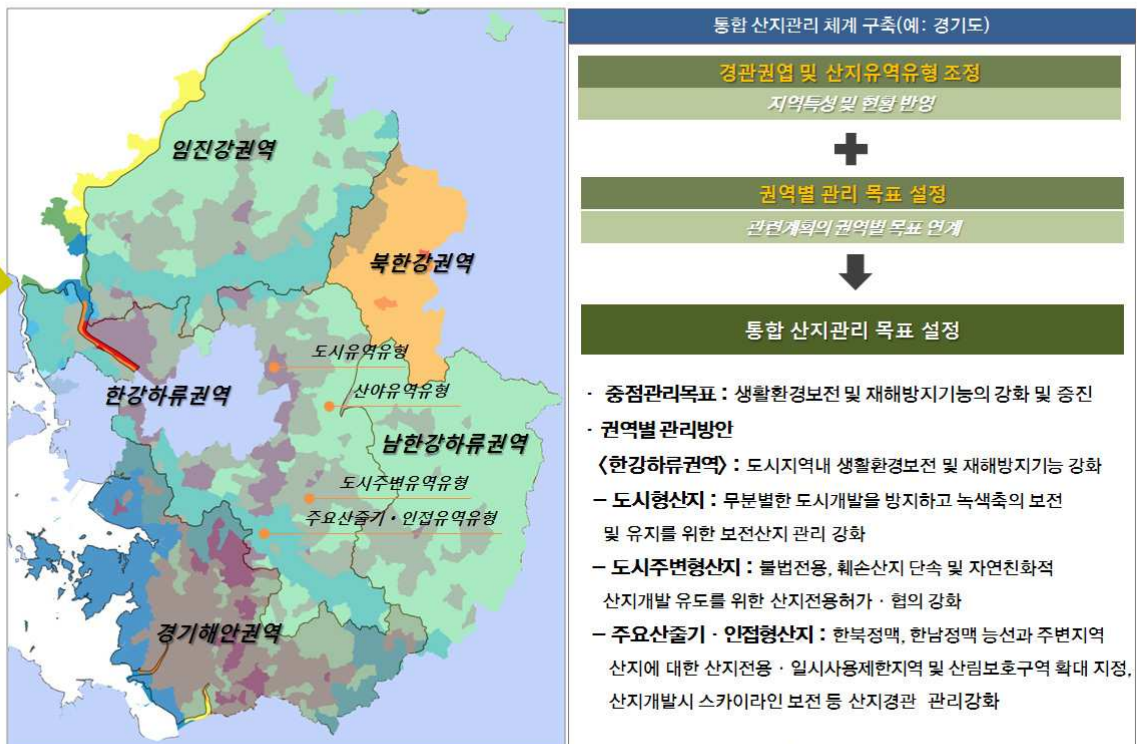 임진강권역
북한강권역
도시유역유형
한강하류권역
산야유역유형
남한강하류권역
도시주변유역유형
주요산줄기・인접유역유형
경기해안권역
통합 산지관리 체계 구축(예: 경기도)
경관권엽 및 산지유역유형 조정
지역특성 및 현황 반영
권역별 관리 목표 설정
관련계획의 권역별 목표 연계
통합 산지관리 목표 설정
· 중점관리목표 : 생활환경보전 및 재해방지기능의 강화 및 증진
· 권역별 관리방안
〈한강하류권역〉 : 도시지역내 생활환경보전 및 재해방지기능 강화
– 도시형산지 : 무분별한 도시개발을 방지하고 녹색축의 보전
및 유지를 위한 보전산지 관리 강화
– 도시주변형산지 : 불법전용, 훼손산지 단속 및 자연친화적
산지개발 유도를 위한 산지전용허가 · 협의 강화
– 주요산줄기 · 인접형산지 : 한북정맥, 한남정맥 능선과 주변지역
산지에 대한 산지전용 · 일시사용제한지역 및 산림보호구역 확대 지정,
산지개발시 스카이라인 보전 등 산지경관 관리강화